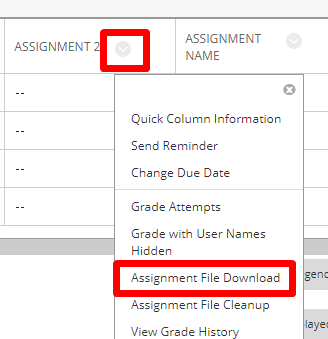 ASSIGNMENT 2
ASSIGNMENT
NAME
--
--
--
--
Quick Column Information
Send Reminder
Change Due Date
Grade Attempts
Grade with User Names
Hidden
Assignment File Download
Assignment File Cleanup
View Grade History